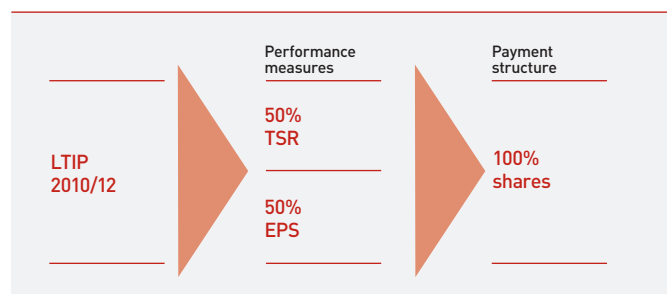 Performance
measures
Payment
structure
LTIP
2010/12
50%
TSR
50%
EPS
100%
shares